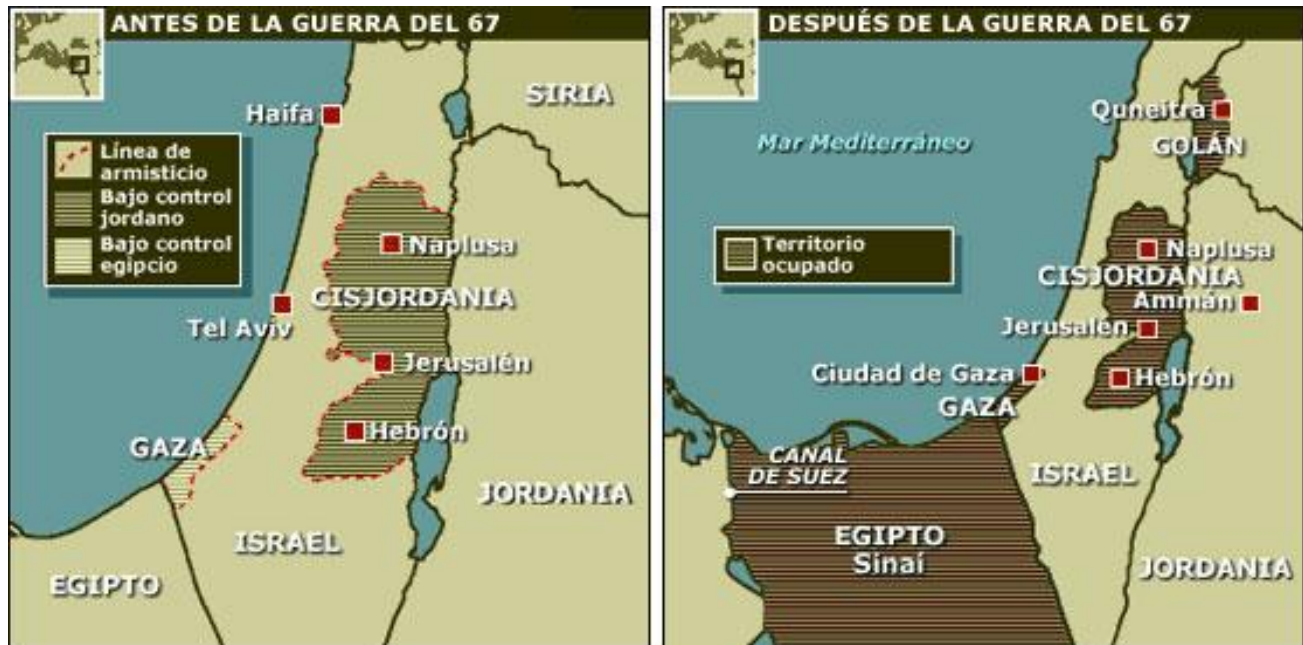 ANTES DE LA GUERRA DEL 67
SIRIA
Haifa
Línea de
armisticio
Bajo control
jordano
Bajo control
egipcio
Naplusa
CISJORDANIA
Tel Aviv
Jerusalén
Hebrón
GAZA
JORDANIA
ISRAEL
EGIPTO
DESPUÉS DE LA GUERRA DEL 67
Quneitra
Mar Mediterráneo
GOLÁN
Territorio
ocupado
Naplusa
CISJORDANIA
Ammán
Jerusalén
Ciudad de Gaza
Hebrón
GAZA
CANAL
DE SUEZ
ISRAEL
EGIPTO
Sinaí
JORDANIA